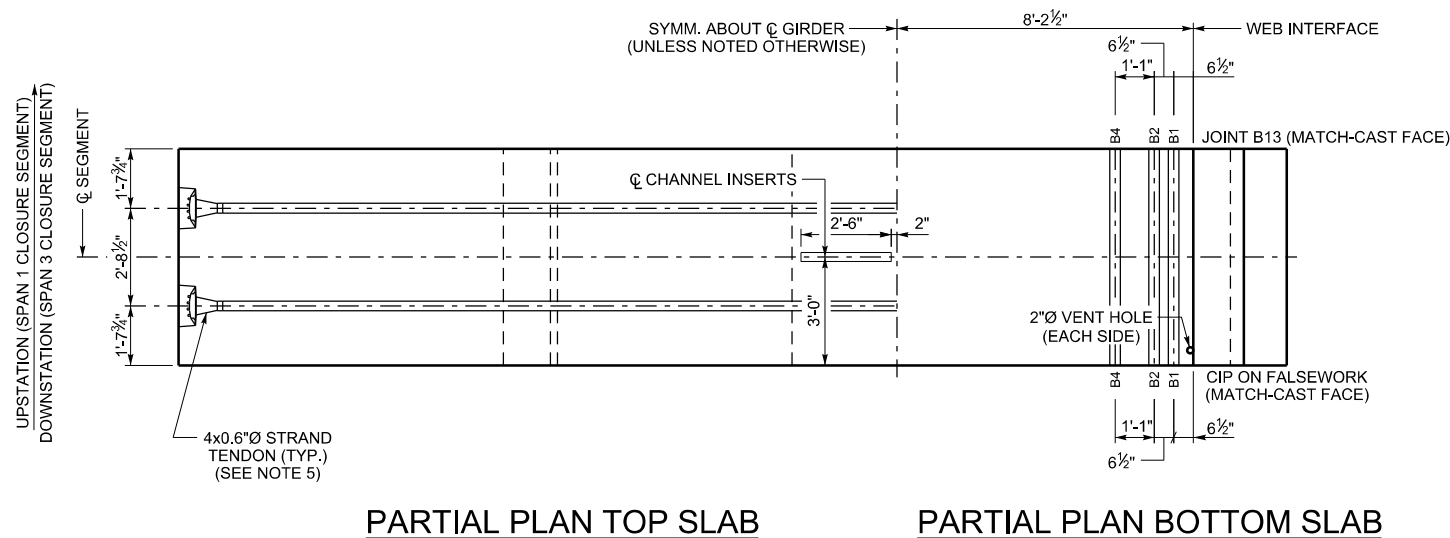 SYMM. ABOUT ℄ GIRDER
(UNLESS NOTED OTHERWISE)
8'-2½"
WEB INTERFACE
6½"
1'-1"
6½"
UPSTATION (SPAN 1 CLOSURE SEGMENT)
DOWNSTATION (SPAN 3 CLOSURE SEGMENT)
℄ SEGMENT
1'-7¾"
2'-8½"
1'-7¾"
B4
B2
B1
JOINT B13 (MATCH-CAST FACE)
℄ CHANNEL INSERTS
2'-6"
2"
3'-0"
2"Ø VENT HOLE
(EACH SIDE)
B4
B2
B1
CIP ON FALSEWORK
(MATCH-CAST FACE)
1'-1"
6½"
6½"
4x0.6"Ø STRAND
TENDON (TYP.)
(SEE NOTE 5)
PARTIAL PLAN TOP SLAB
PARTIAL PLAN BOTTOM SLAB